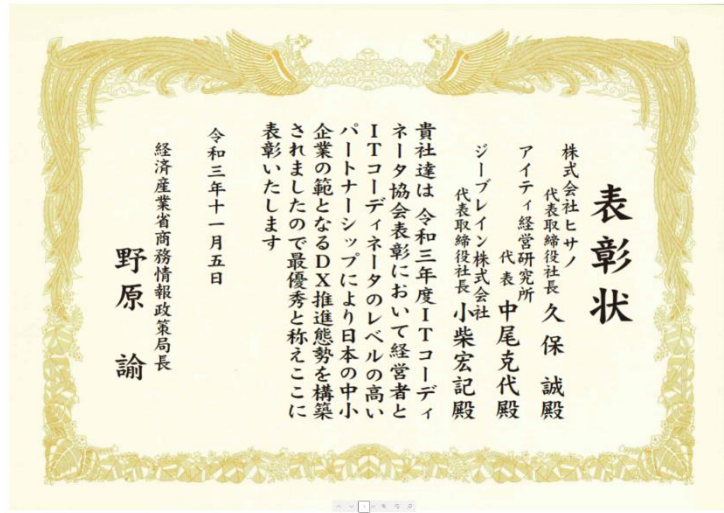 表彰状
株式会社ヒサノ
代表取締役社長 久保 誠殿
アイティ経営研究所
代表 中尾克代殿
ジーブレイン株式会社
代表取締役社長 小柴宏記殿
貴社達は 令和三年度ITコーディ
ネータ協会表彰において経営者と
ITコーディネータのレベルの高い
パートナーシップにより日本の中小
企業の範となるDX推進態勢を構築
されましたので最優秀と称えここに
表彰いたします
令和三年十一月五日
経済産業省商務情報政策局長
野原 諭